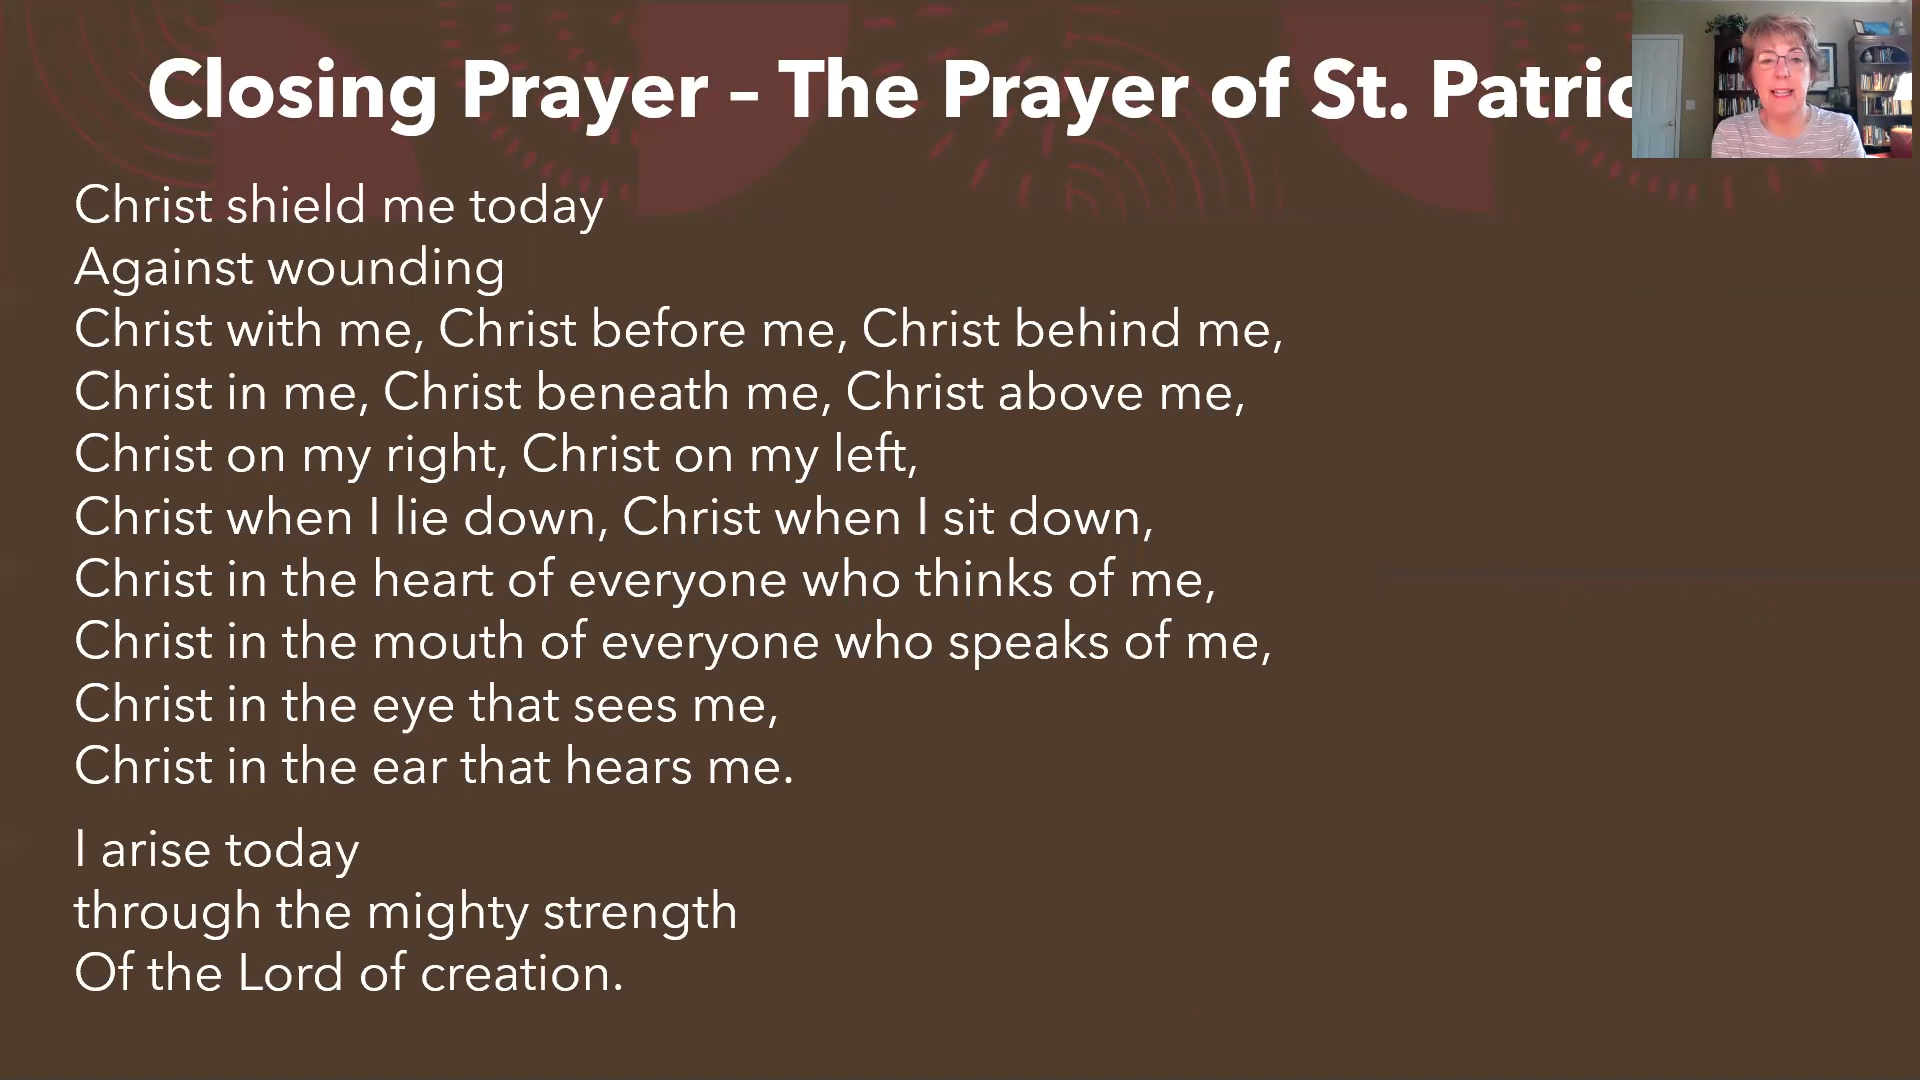 Closing Prayer – The Prayer of St. Patric
Christ shield me today
Against wounding
Christ with me, Christ before me, Christ behind me,
Christ in me, Christ beneath me, Christ above me,
Christ on my right, Christ on my left,
Christ when I lie down, Christ when I sit down,
Christ in the heart of everyone who thinks of me,
Christ in the mouth of everyone who speaks of me,
Christ in the eye that sees me,
Christ in the ear that hears me.
I arise today
through the mighty strength
Of the Lord of creation.